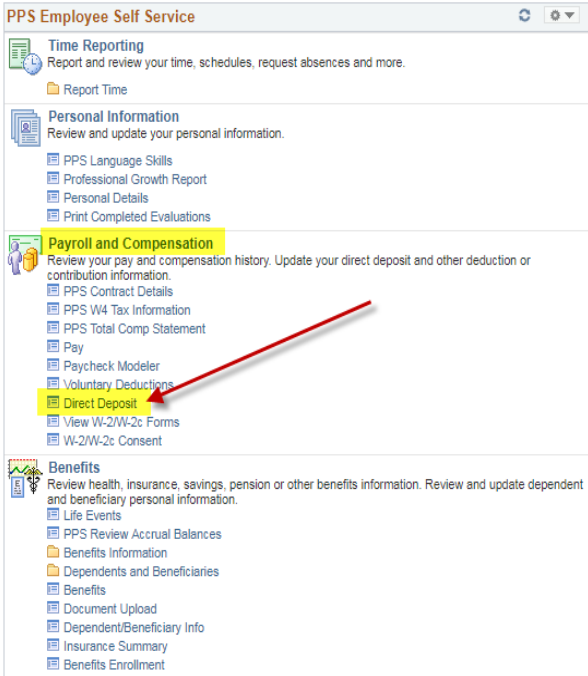 PPS Employee Self Service
Time Reporting
Report and review your time, schedules, request absences and more.
Report Time
Personal Information
Review and update your personal information.
PPS Language Skills
Professional Growth Report
Personal Details
Print Completed Evaluations
Payroll and Compensation
Review your pay and compensation history. Update your direct deposit and other deduction or
contribution information.
PPS Contract Details
PPS W4 Tax Information
PPS Total Comp Statement
Pay
Paycheck Modeler
Voluntary Deductions
Direct Deposit
View W-2/W-2c Forms
W-2/W-2c Consent
Benefits
Review health, insurance, savings, pension or other benefits information. Review and update dependent
and beneficiary personal information.
Life Events
PPS Review Accrual Balances
Benefits Information
Dependents and Beneficiaries
Benefits
Document Upload
Dependent/Beneficiary Info
Insurance Summary
Benefits Enrollment